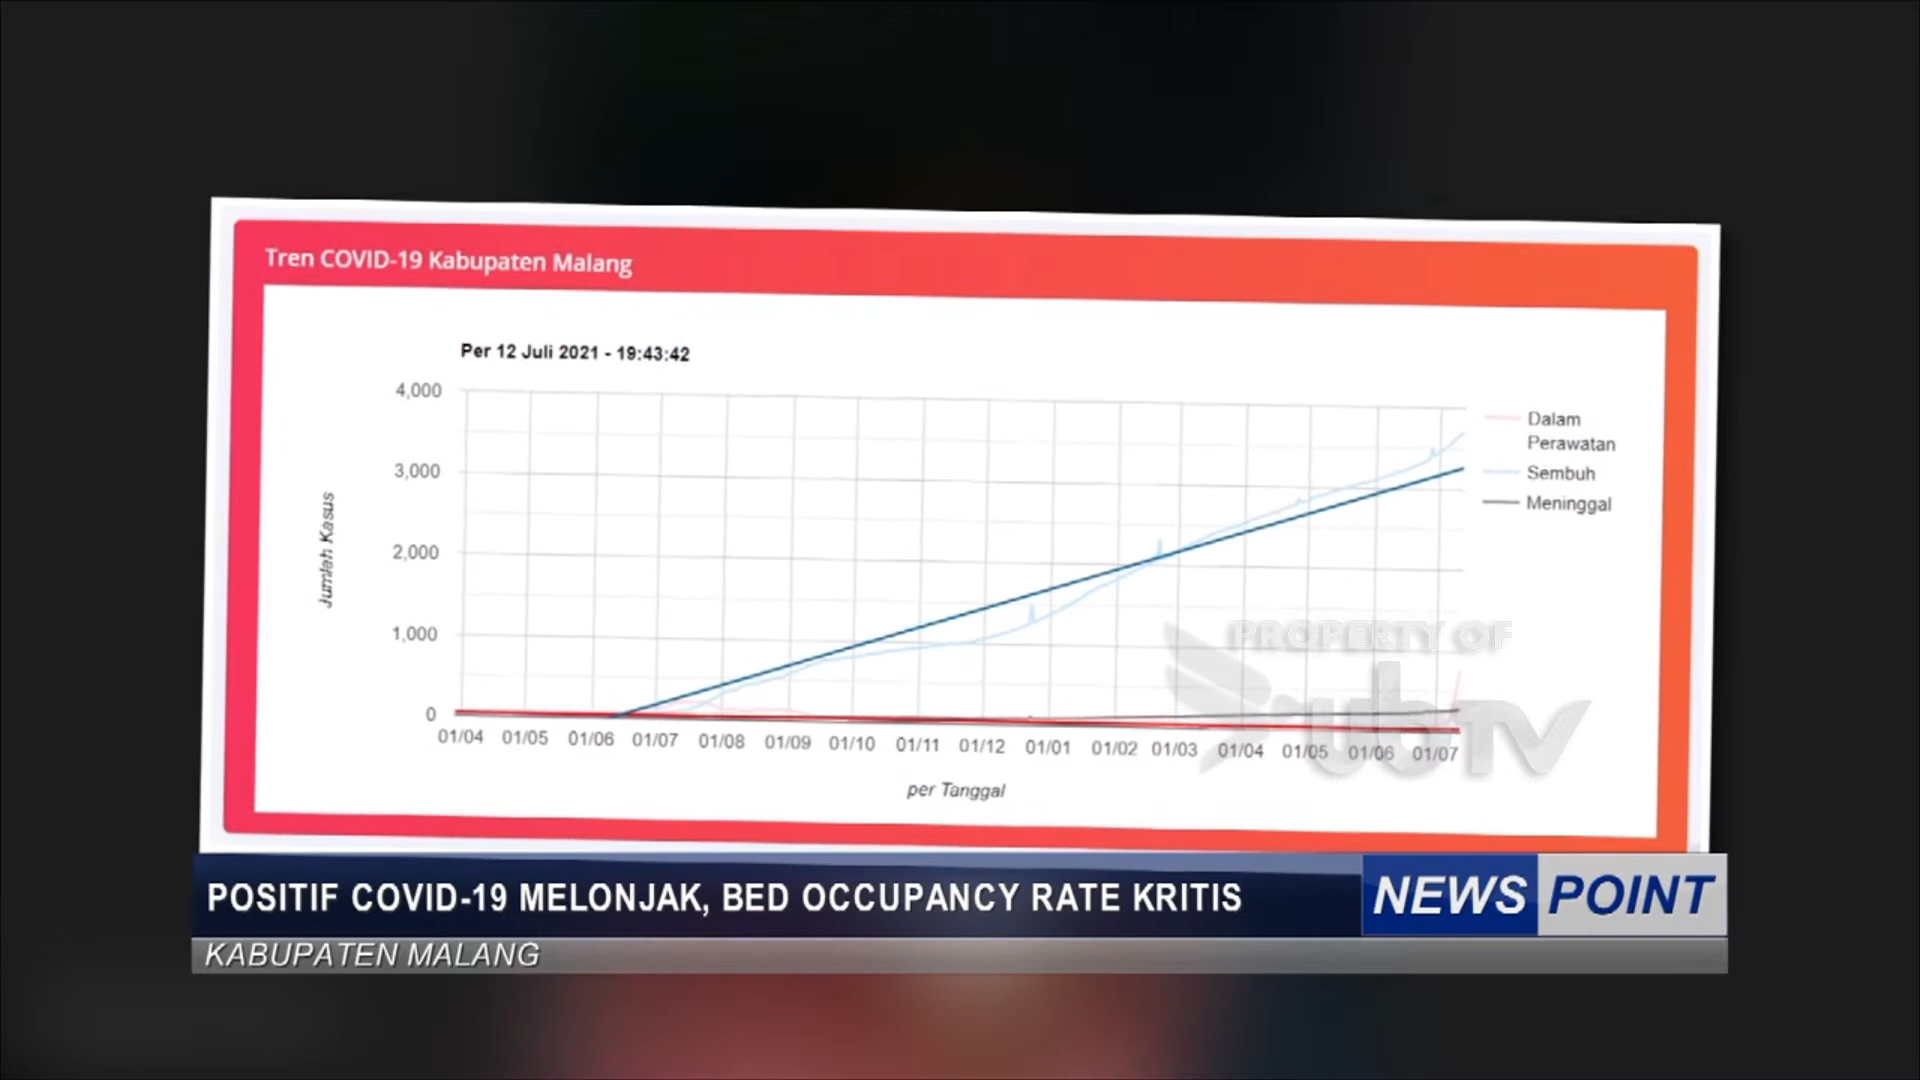 Tren COVID-19 Kabupaten Malang
Per 12 Juli 2021 - 19:43:42
4,000
3,000
2,000
1,000
0
Jumlah Kasus
01/04 01/05 01/06 01/07 01/08 01/09 01/10 01/11 01/12 01/01 01/02 01/03 01/04 01/05 01/06 01/07
per Tanggal
Dalam
Perawatan
Sembuh
Meninggal
PROPERTY OF
ubTV
POSITIF COVID-19 MELONJAK, BED OCCUPANCY RATE KRITIS
NEWS POINT
KABUPATEN MALANG